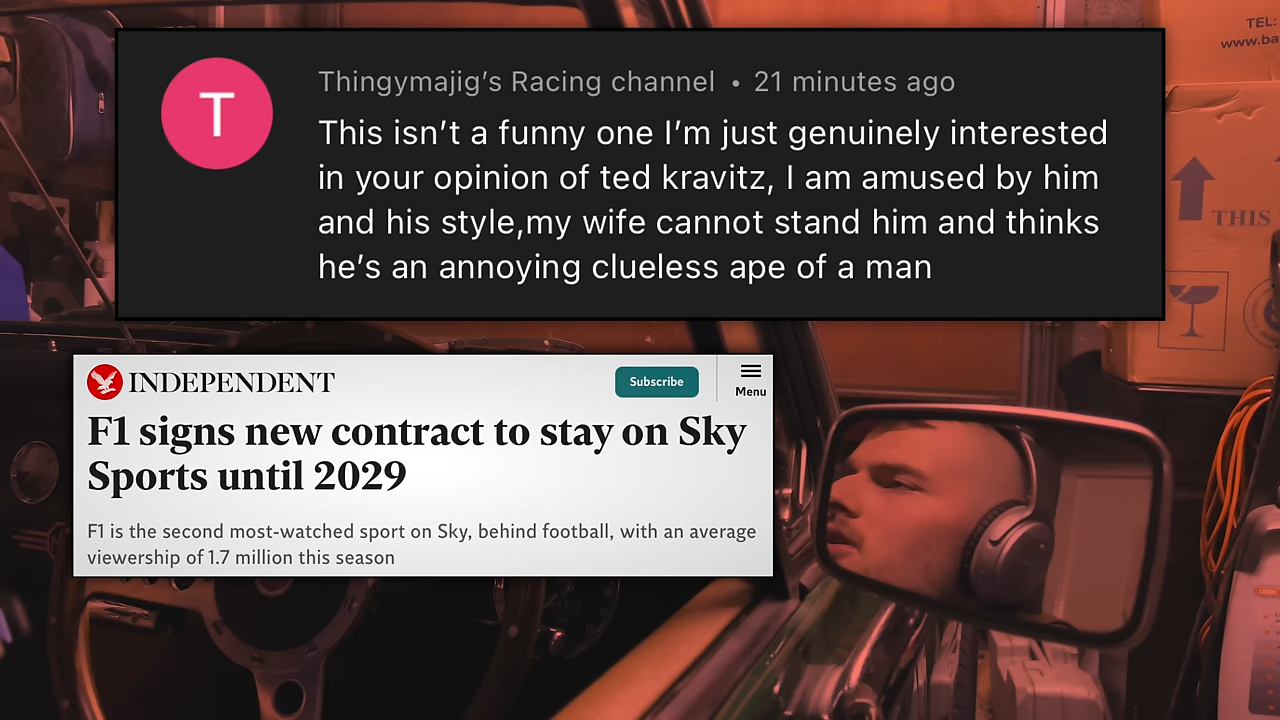 TEL:
www.ba
T
Thingymajig’s Racing channel • 21 minutes ago
This isn’t a funny one I’m just genuinely interested
in your opinion of ted kravitz, I am amused by him
and his style,my wife cannot stand him and thinks
he’s an annoying clueless ape of a man
THIS
INDEPENDENT
Subscribe
Menu
F1 signs new contract to stay on Sky
Sports until 2029
F1 is the second most-watched sport on Sky, behind football, with an average
viewership of 1.7 million this season